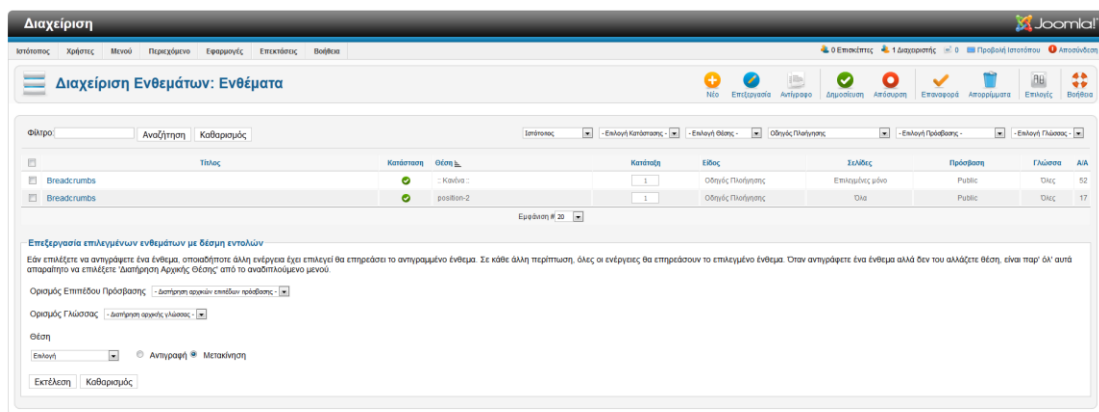 Διαχείριση
Joomla!
Ιστότοπος Χρήστες Μενού Περιεχόμενο Εφαρμογές Επεκτάσεις Βοήθεια 0 Επισκέπτες 1 Διαχειριστής 0 Προβολή Ιστοτόπου Αποσύνδεση
Διαχείριση Ενθεμάτων: Ενθέματα
Νέο Επεξεργασία Αντίγραφο Δημοσίευση Απόσυρση Επαναφορά Απορρίμματα Επιλογές Βοήθεια
Φίλτρο: Αναζήτηση Καθαρισμός Ιστότοπος - Επιλογή Κατάστασης - - Επιλογή Θέσης - Οδηγός Πλοήγησης - Επιλογή Πρόσβασης - - Επιλογή Γλώσσας -
Τίτλος Κατάσταση Θέση Κατάταξη Είδος Σελίδες Πρόσβαση Γλώσσα Α/Α
Breadcrumbs :: Κανένα :: 1 Οδηγός Πλοήγησης Επιλεγμένες μόνο Public Όλες 52
Breadcrumbs position-2 1 Οδηγός Πλοήγησης Όλα Public Όλες 17
Εμφάνιση # 20
Επεξεργασία επιλεγμένων ενθεμάτων με δέσμη εντολών
Εάν επιλέξετε να αντιγράψετε ένα ένθεμα, οποιαδήποτε άλλη ενέργεια έχει επιλεγεί θα επηρεάσει το αντιγραμμένο ένθεμα. Σε κάθε άλλη περίπτωση, όλες οι ενέργειες θα επηρεάσουν το επιλεγμένο ένθεμα. Όταν αντιγράφετε ένα ένθεμα αλλά δεν του αλλάζετε θέση, είναι παρ' όλ' αυτά
απαραίτητο να επιλέξετε 'Διατήρηση Αρχικής Θέσης' από το αναδιπλούμενο μενού.
Ορισμός Επιπέδου Πρόσβασης - Διατήρηση αρχικών επιπέδων πρόσβασης -
Ορισμός Γλώσσας - Διατήρηση αρχικής γλώσσας -
Θέση
Επιλογή Αντιγραφή Μετακίνηση
Εκτέλεση Καθαρισμός